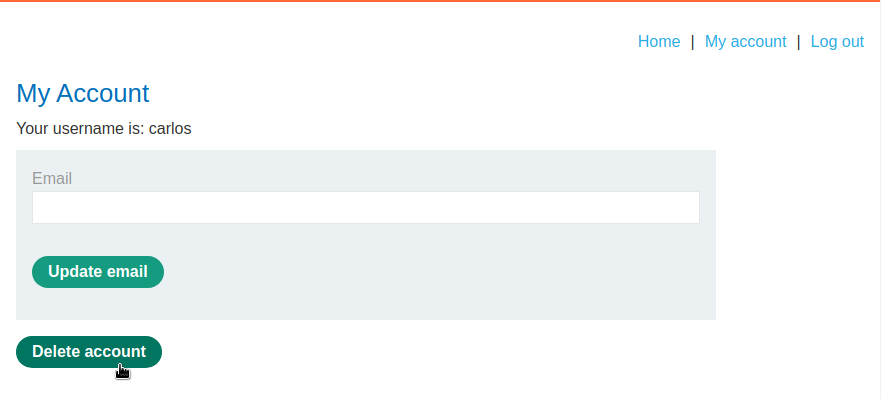 Home | My account | Log out
My Account
Your username is: carlos
Email
Update email
Delete account